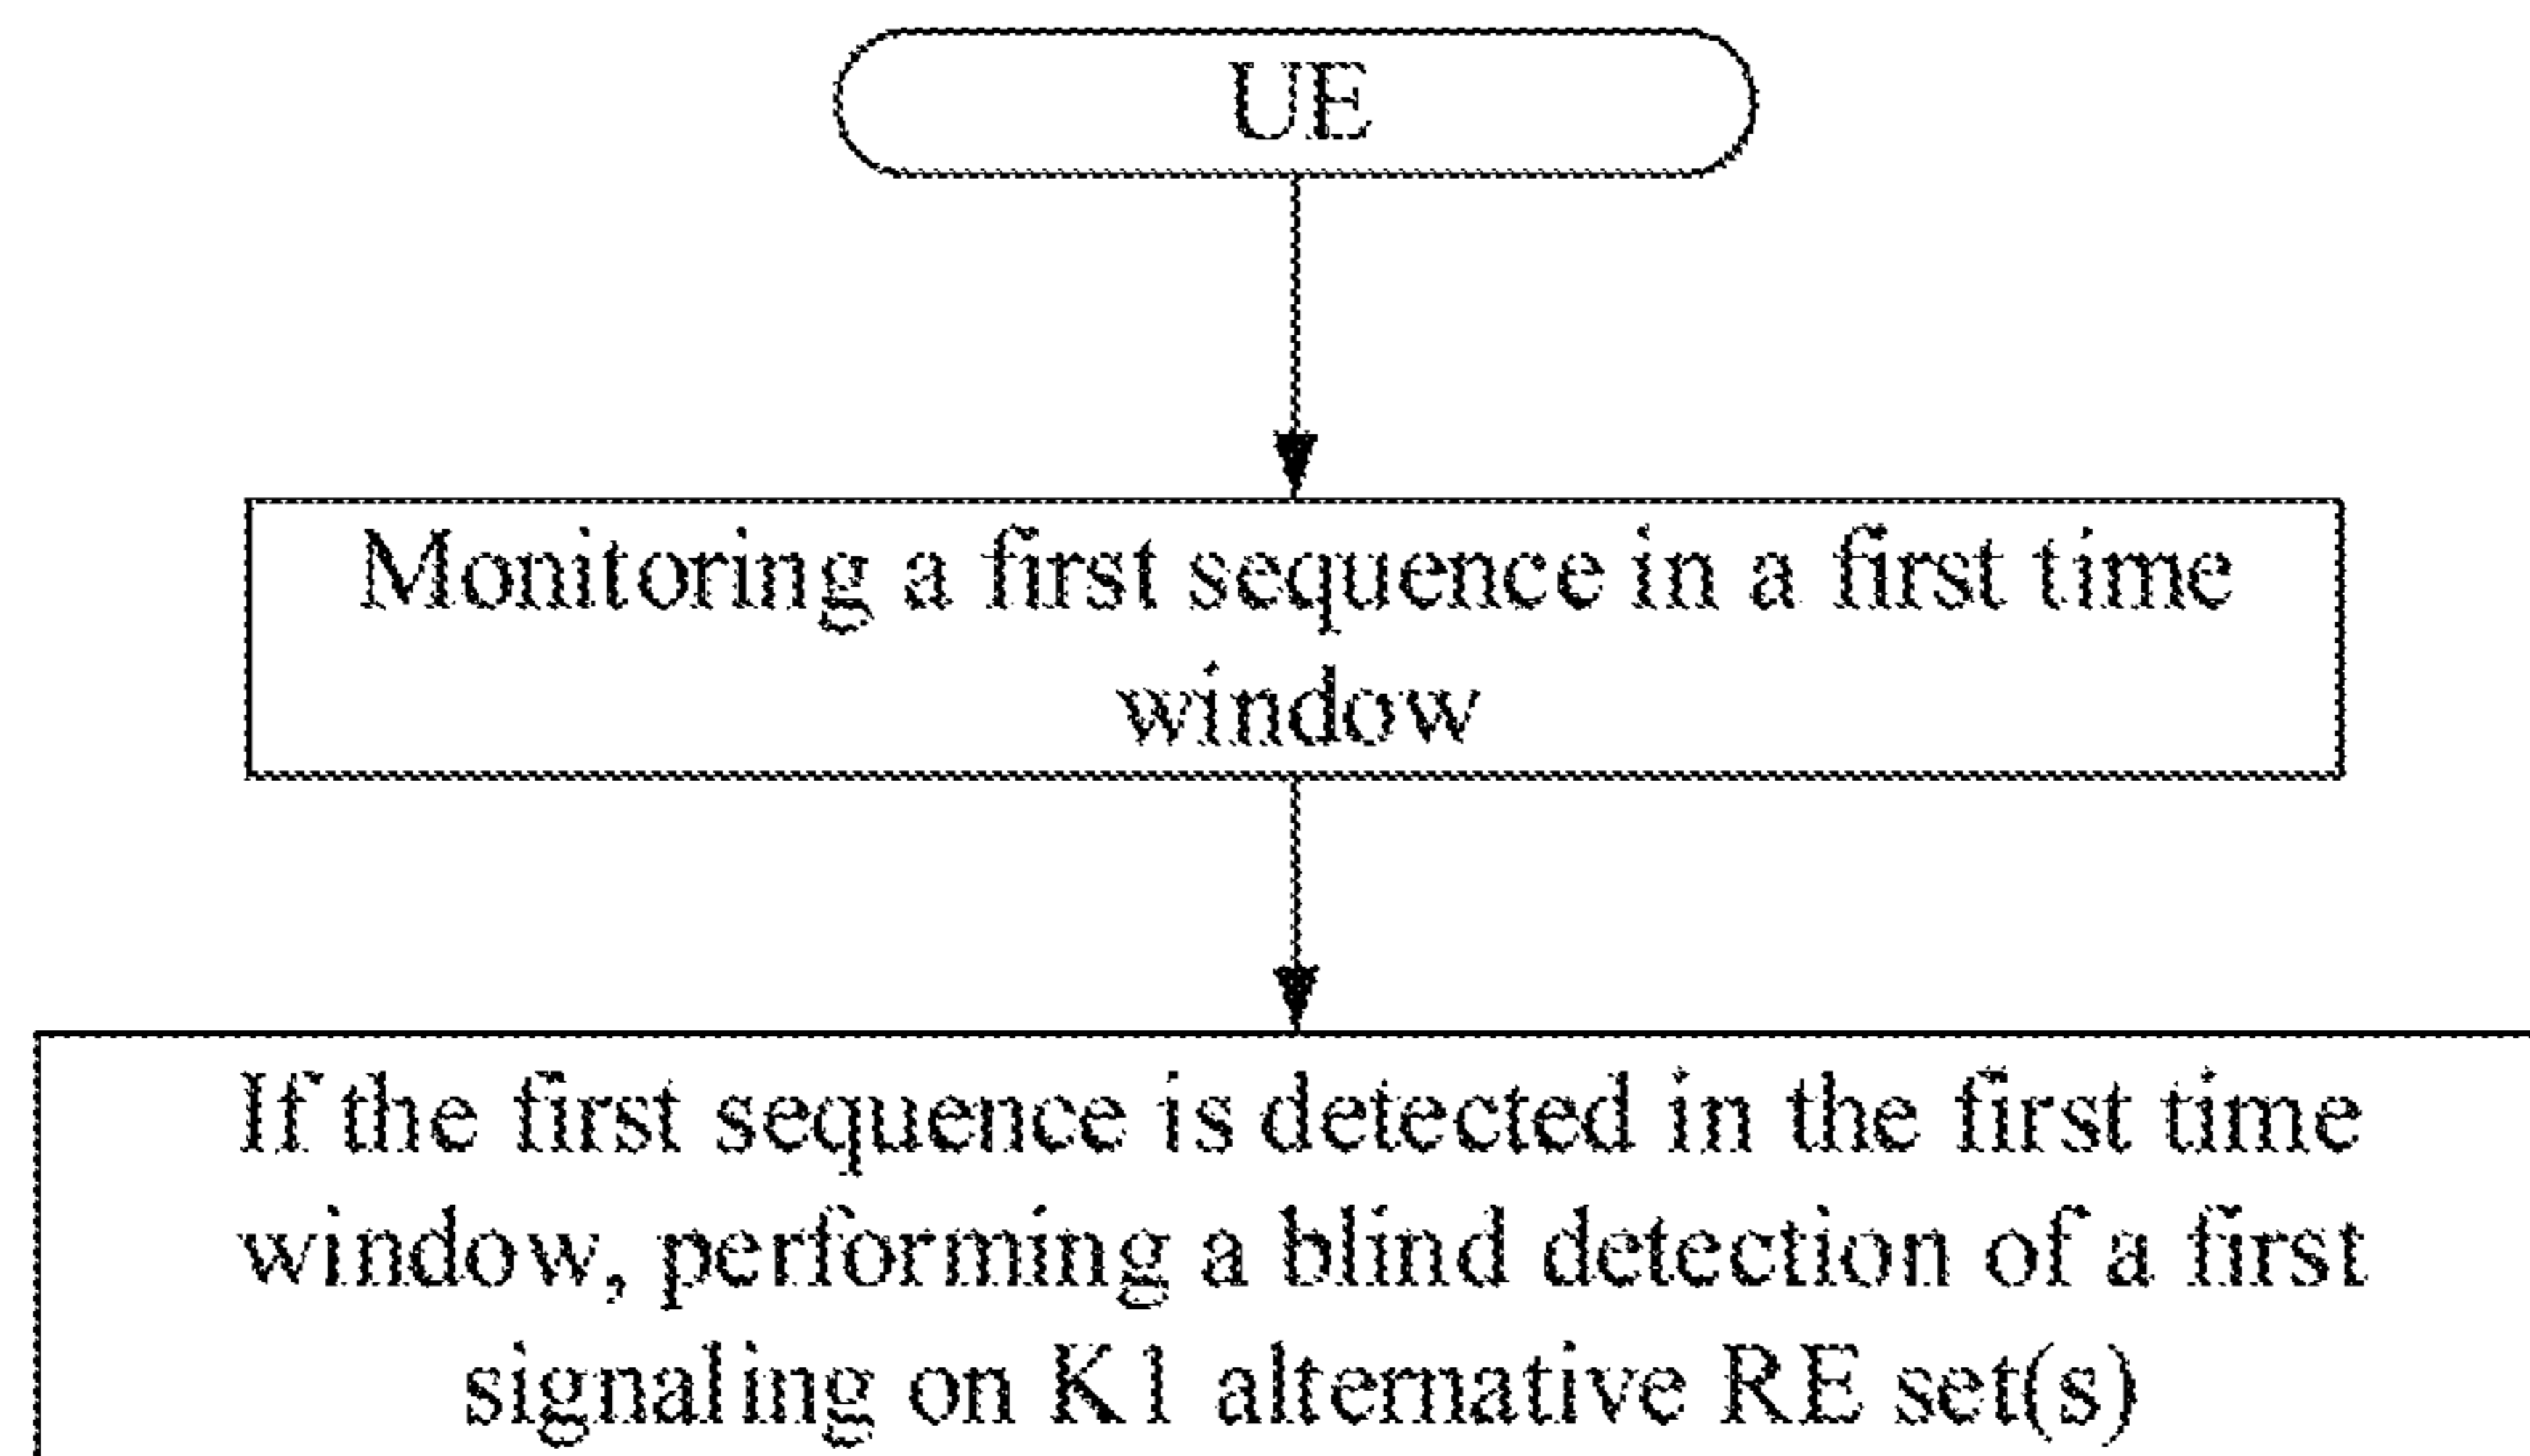 UE
Monitoring a first sequence in a first time
window
If the first sequence is detected in the first time
window, performing a blind detection of a first
signaling on K1 alternative RE set(s)